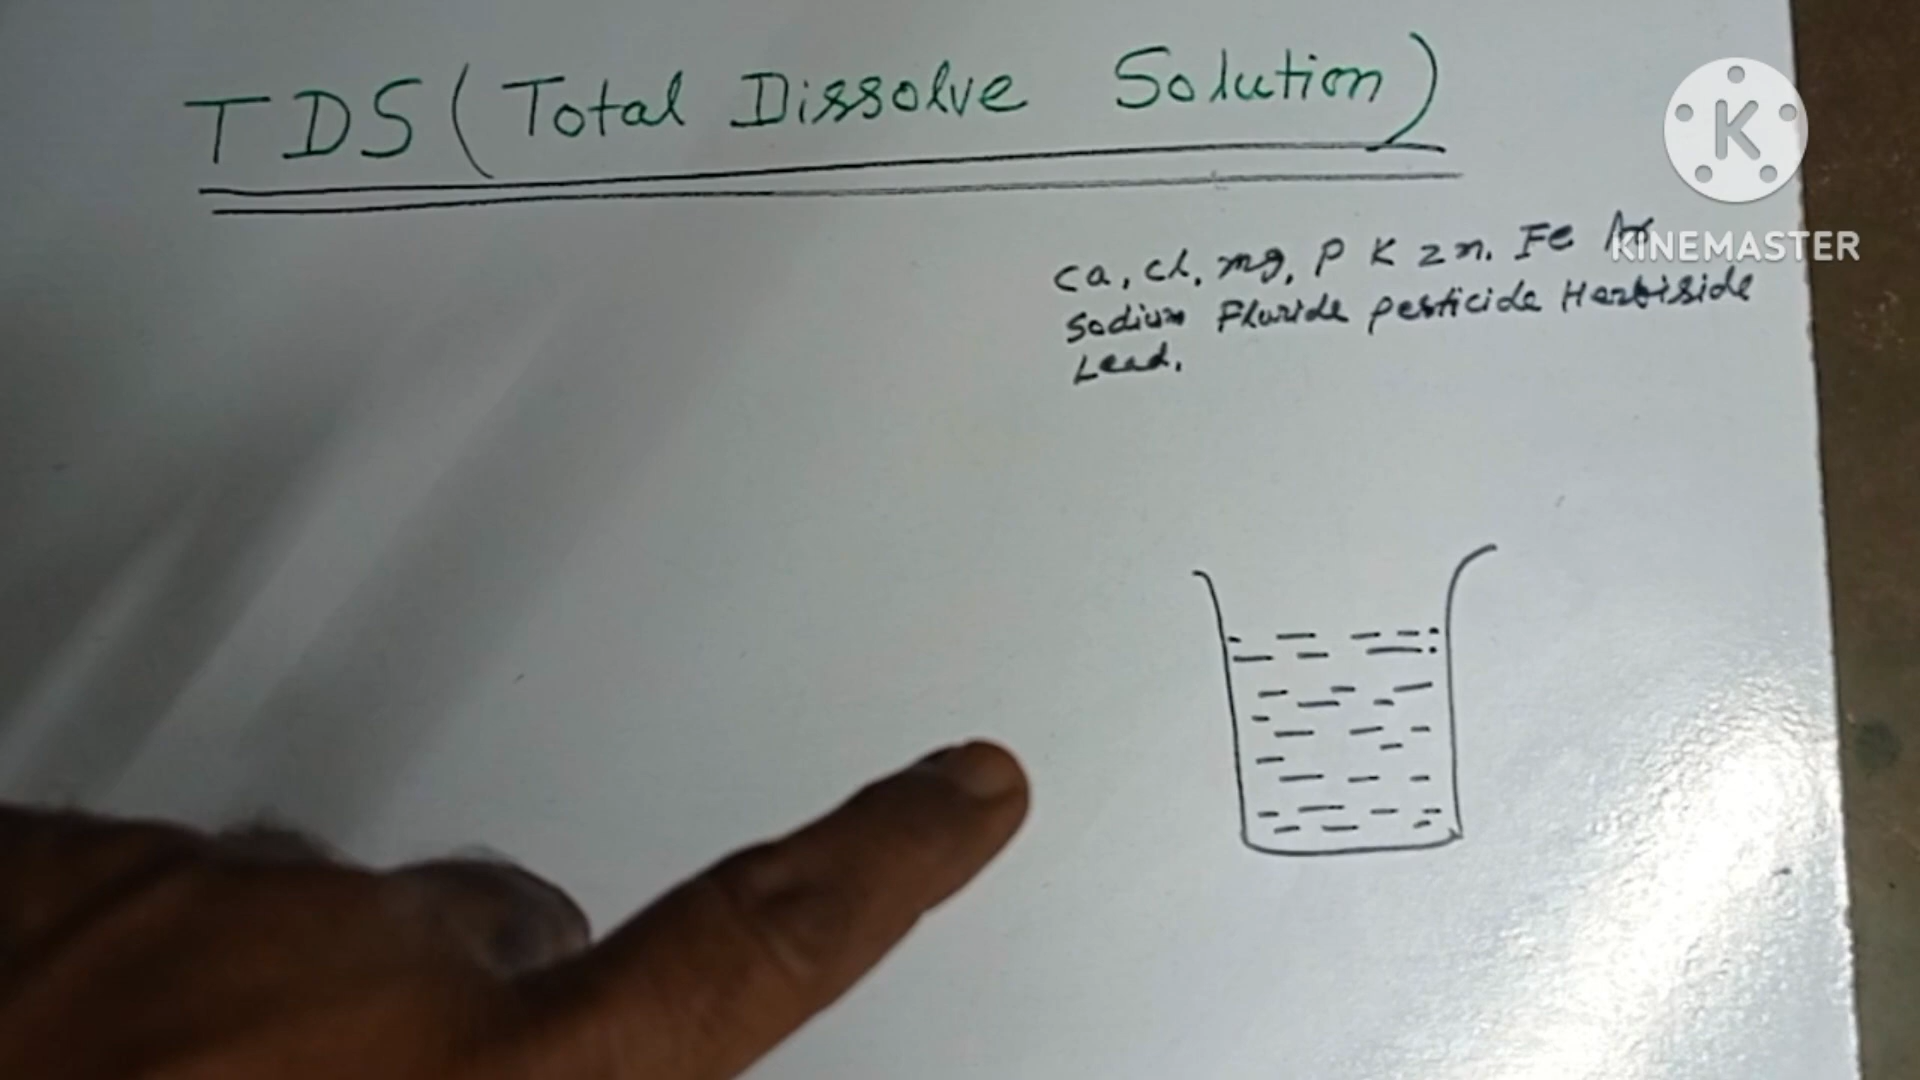 TDS (Total Dissolve Solution)
Ca, Cl, mg, P K Zn. Fe
Sodium Fluride pesticide Herbiside
Lead.
K
KINEMASTER